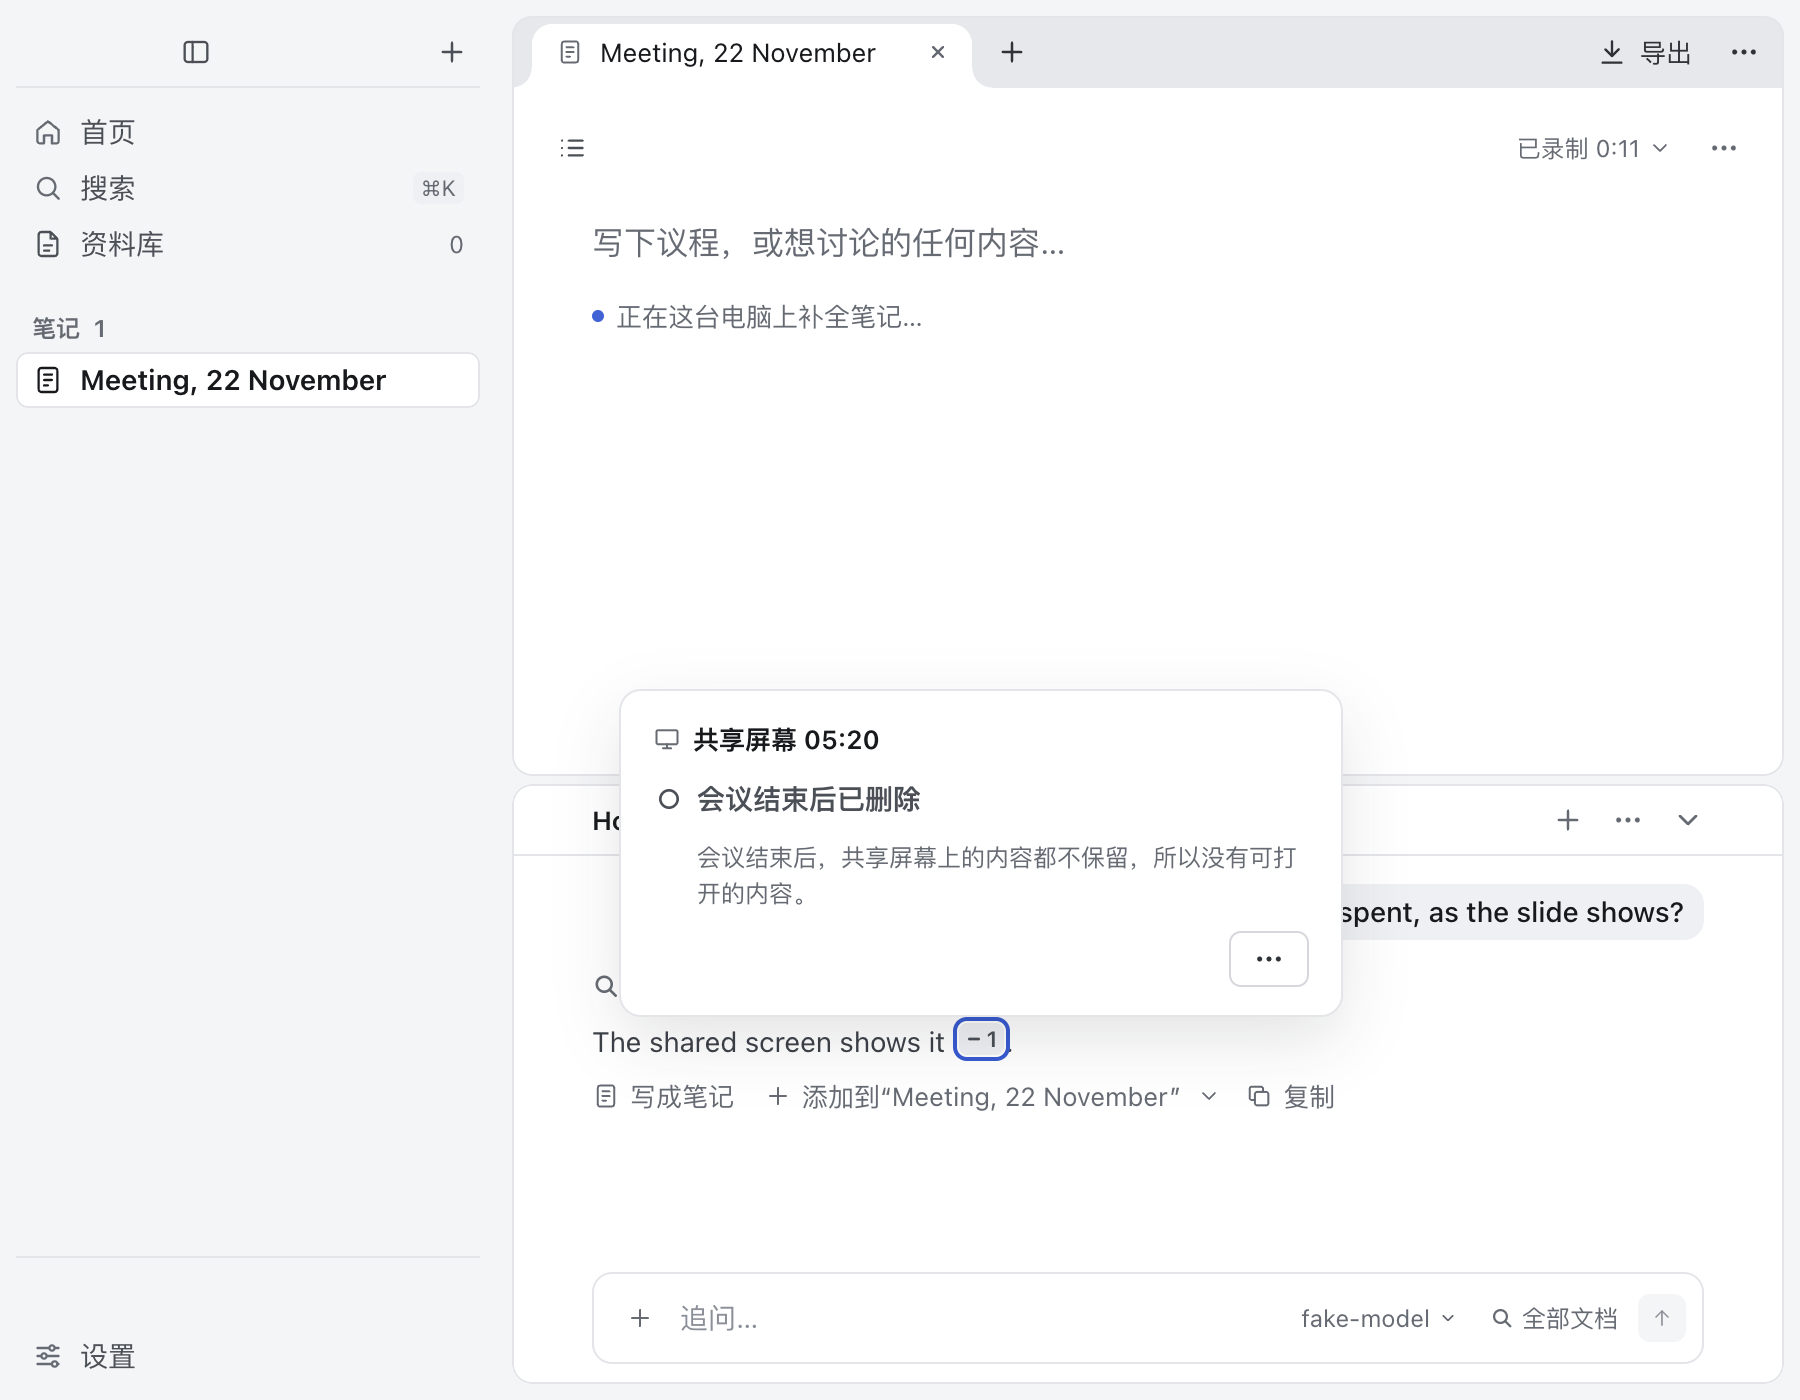 Meeting, 22 November
导出
首页
搜索 ⌘K
资料库 0
笔记 1
Meeting, 22 November
设置
已录制 0:11
写下议程，或想讨论的任何内容...
正在这台电脑上补全笔记...
共享屏幕 05:20
会议结束后已删除
会议结束后，共享屏幕上的内容都不保留，所以没有可打
开的内容。
spent, as the slide shows?
The shared screen shows it 1.
写成笔记 添加到“Meeting, 22 November” 复制
追问... fake-model 全部文档